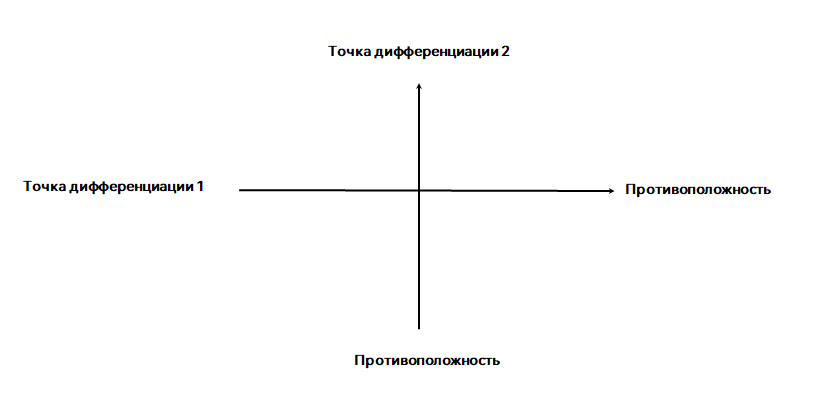 Точка дифференциации 2
Точка дифференциации 1
Противоположность
Противоположность